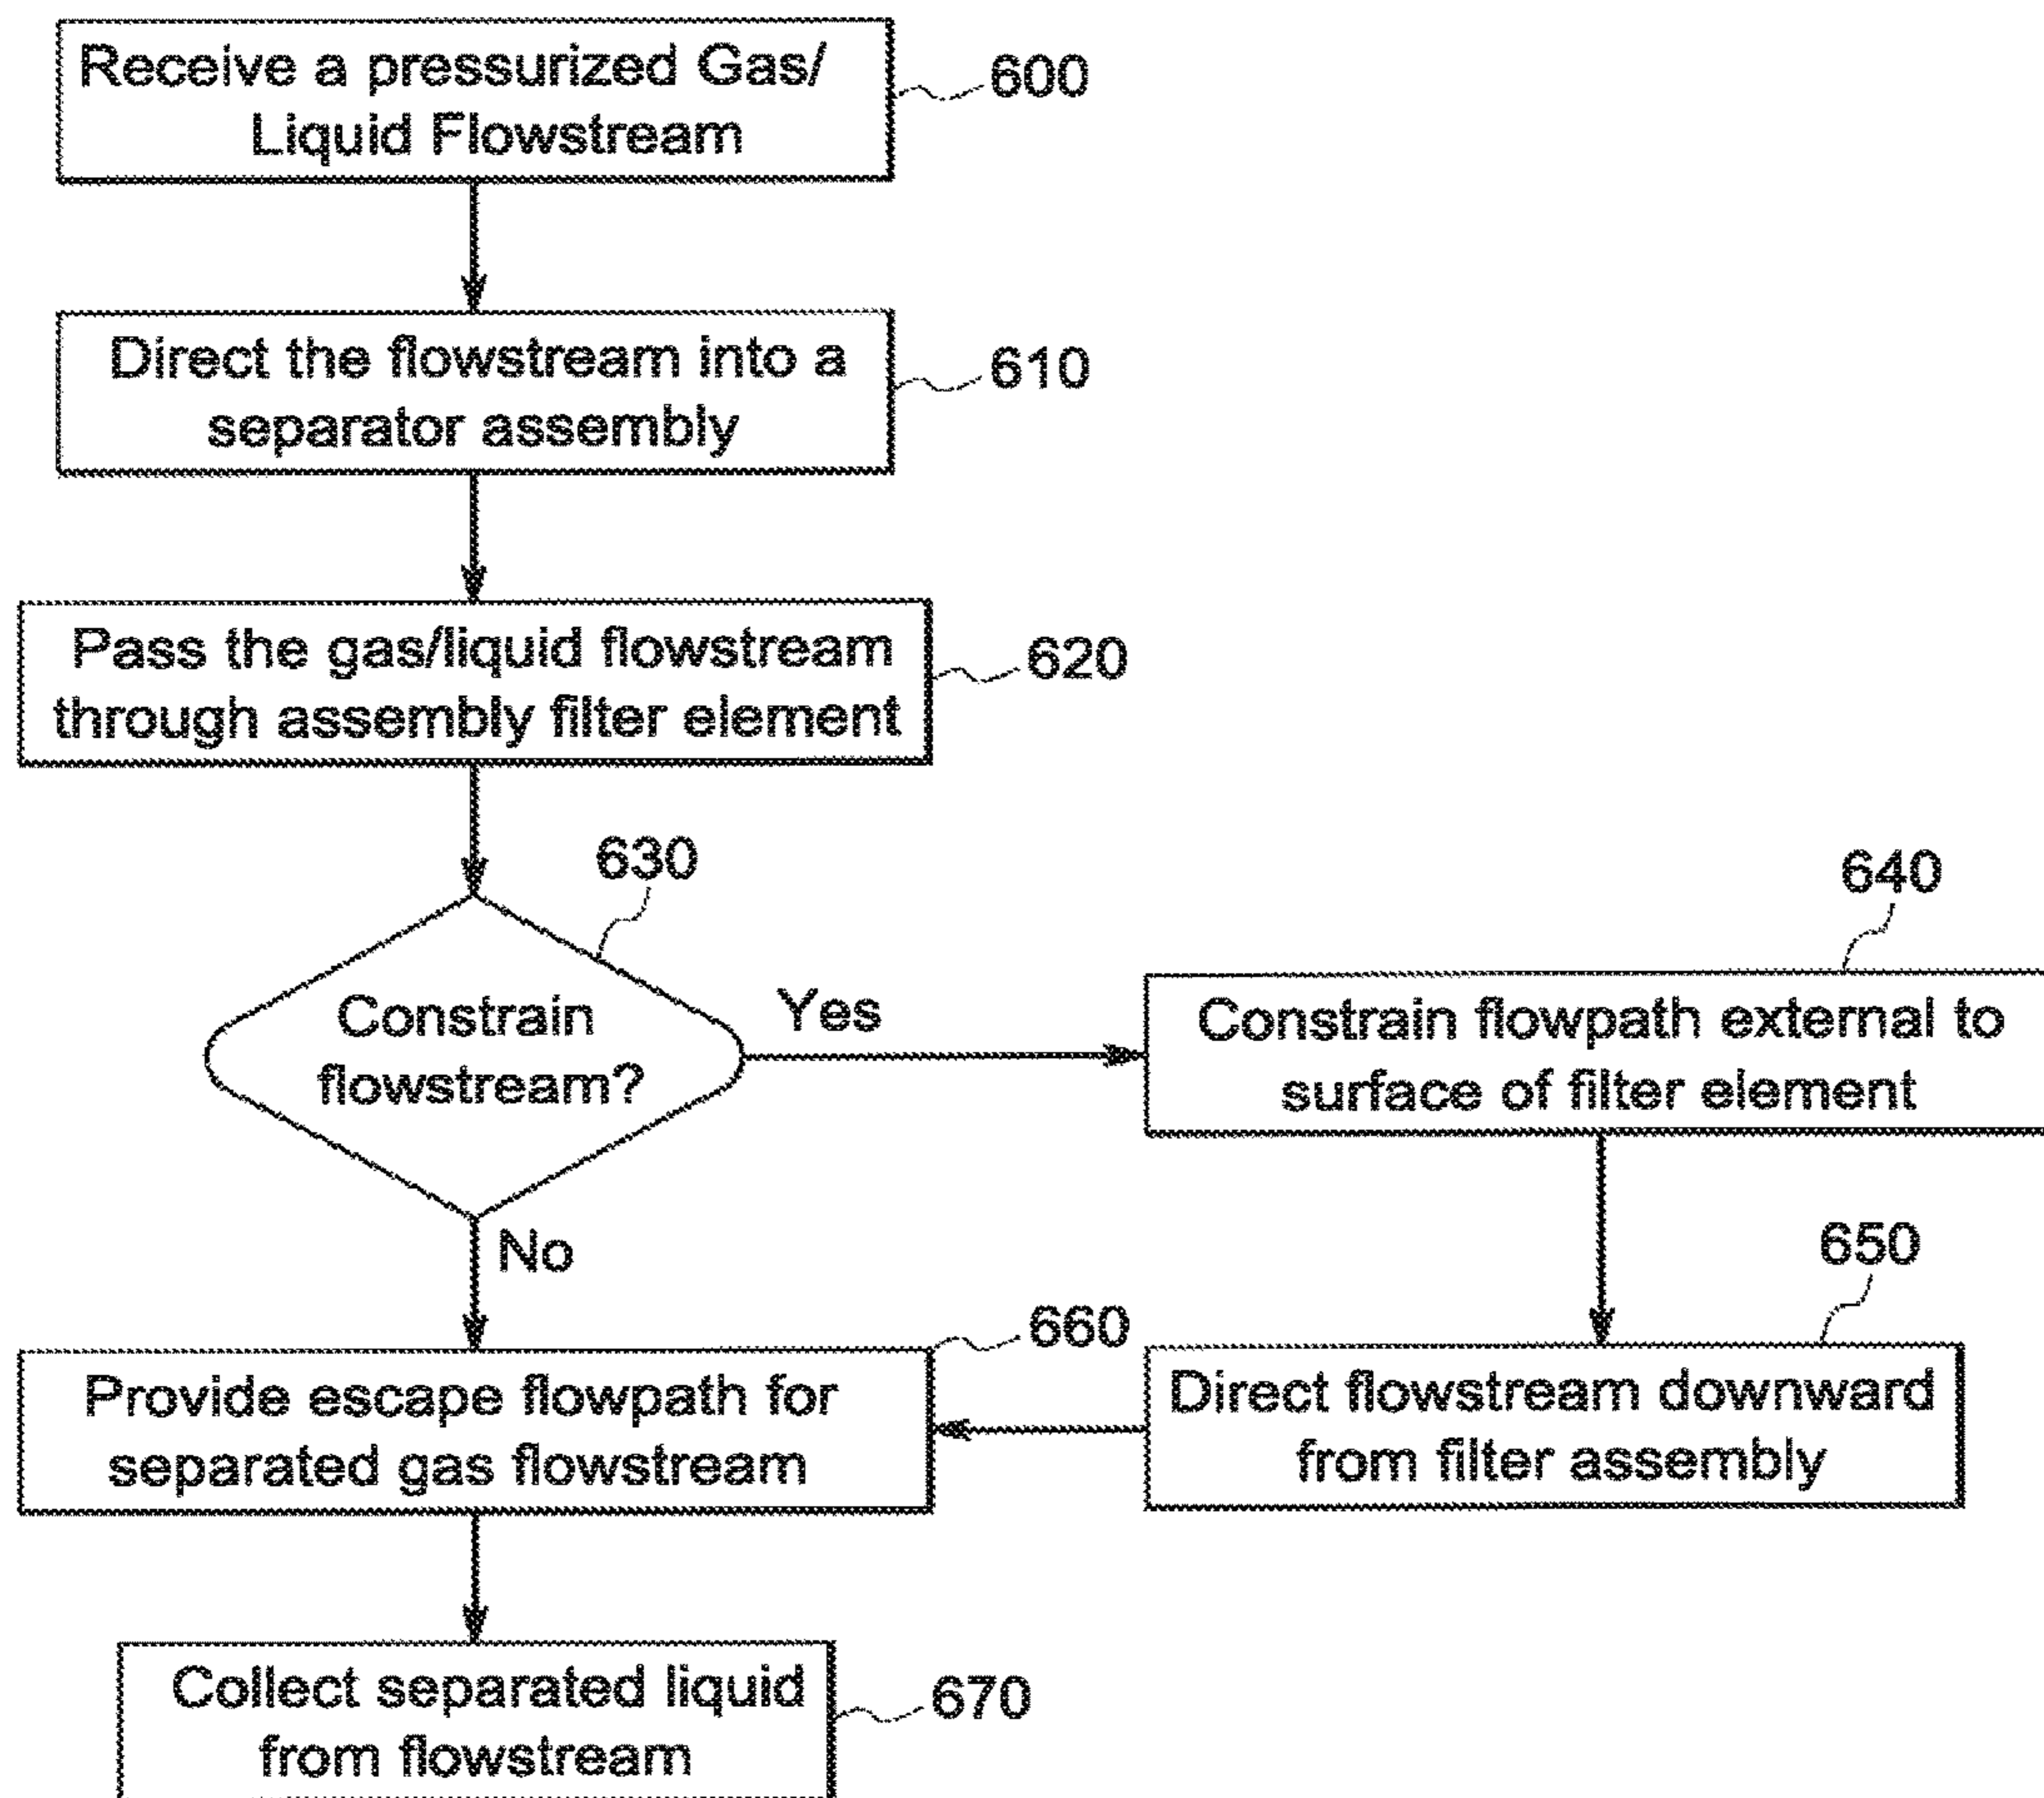 Receive a pressurized Gas/
Liquid Flowstream
600
Direct the flowstream into a
separator assembly
610
Pass the gas/liquid flowstream
through assembly filter element
620
630
Constrain
flowstream?
Yes
No
640
Constrain flowpath external to
surface of filter element
650
Direct flowstream downward
from filter assembly
660
Provide escape flowpath for
separated gas flowstream
Collect separated liquid
from flowstream
670